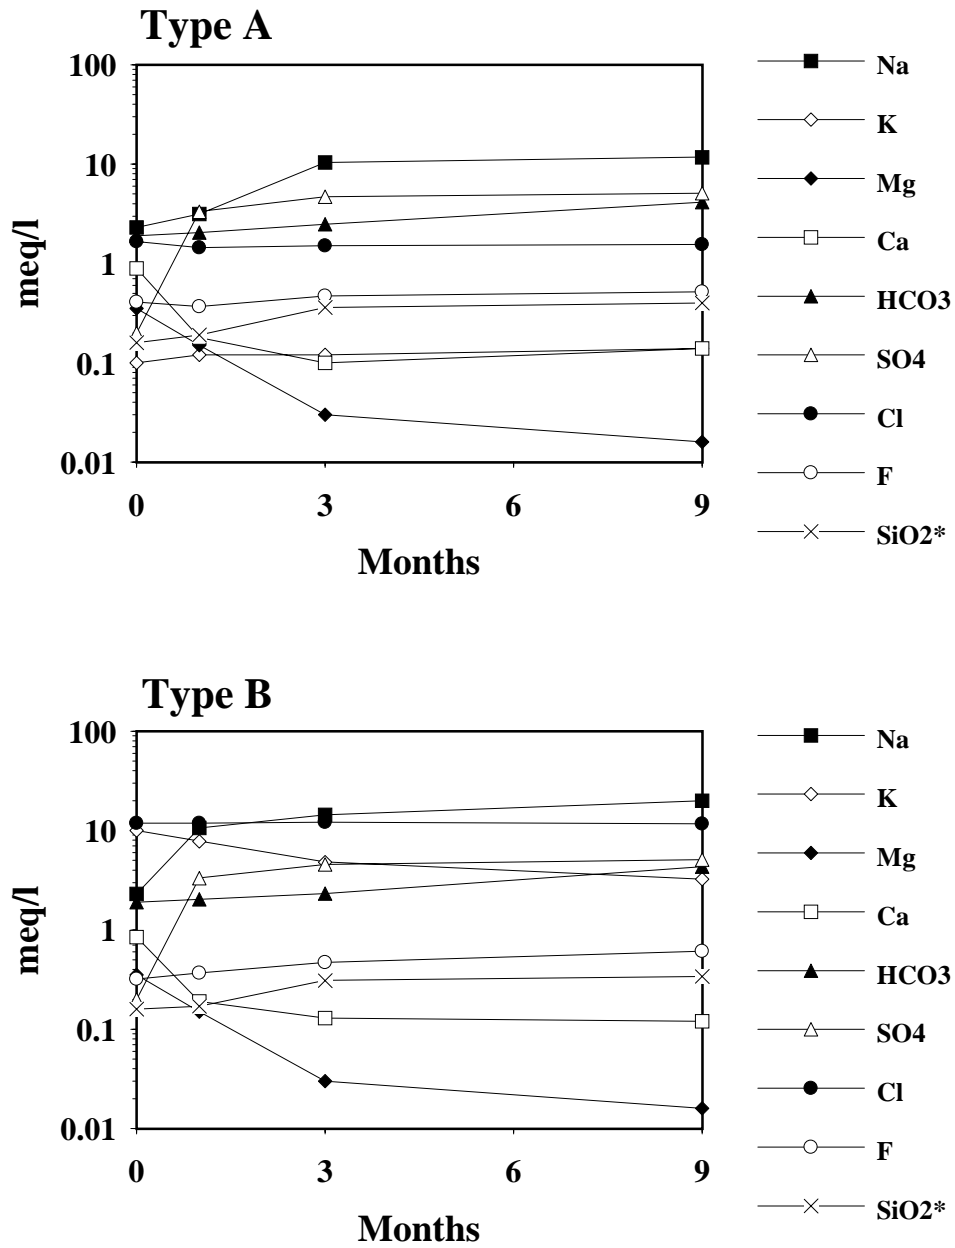 Type A
100
10
1
0.1
0.01
meq/l
0 3 6 9
Months
Na
K
Mg
Ca
HCO3
SO4
Cl
F
SiO2*
Type B
100
10
1
0.1
0.01
meq/l
0 3 6 9
Months
Na
K
Mg
Ca
HCO3
SO4
Cl
F
SiO2*